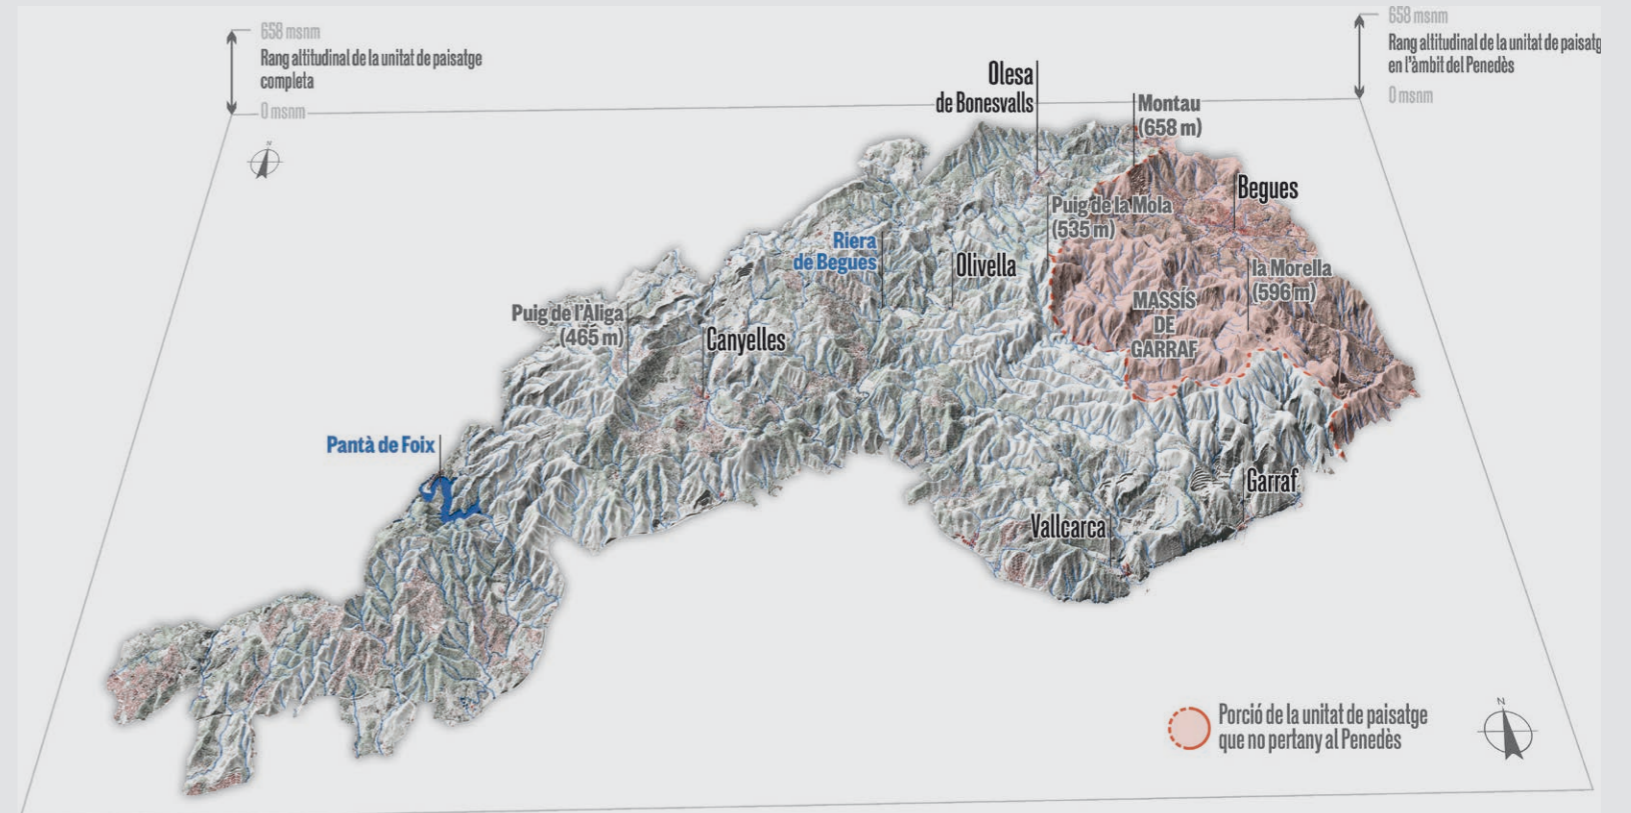 658 msnm
Rang altitudinal de la unitat de paisatge
completa
0 msnm
658 msnm
Rang altitudinal de la unitat de paisatg
en l'àmbit del Penedès
0 msnm
N
Olesa
de Bonesvalls
Montau
(658 m)
Begues
Puig de la Mola
(535 m)
Riera
de Begues
Olivella
la Morella
(596 m)
MASSÍS
DE
GARRAF
Puig de l'Àliga
(465 m)
Canyelles
Pantà de Foix
Garraf
Vallcarca
Porció de la unitat de paisatge
que no pertany al Penedès
N